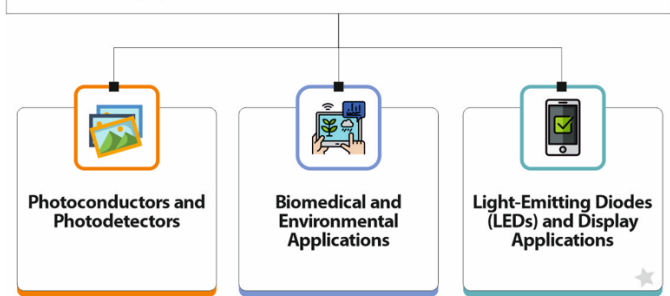 Photoconductors and
Photodetectors
Biomedical and
Environmental
Applications
Light-Emitting Diodes
(LEDs) and Display
Applications